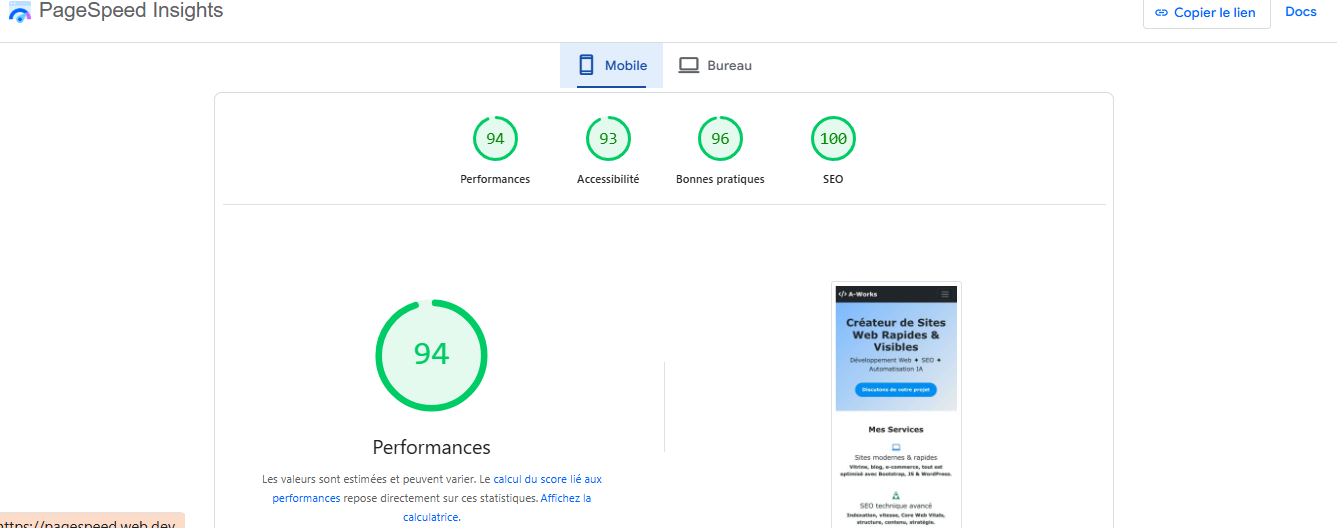 PageSpeed Insights
Copier le lien
Docs
Mobile
Bureau
94
93
96
100
Performances
Accessibilité
Bonnes pratiques
SEO
94
Performances
Les valeurs sont estimées et peuvent varier. Le calcul du score lié aux
performances repose directement sur ces statistiques. Affichez la
calculatrice.
</> A-Works
Créateur de Sites
Web Rapides &
Visibles
Développement Web ✦ SEO ✦
Automatisation IA
Discutons de votre projet
Mes Services
Sites modernes & rapides
Vitrine, blog, e-commerce, tout est
optimisé avec Bootstrap, JS & WordPress.
SEO technique avancé
Indexation, vitesse, Core Web Vitals,
structure, contenu, stratégie.
https://pagespeed.web.dev